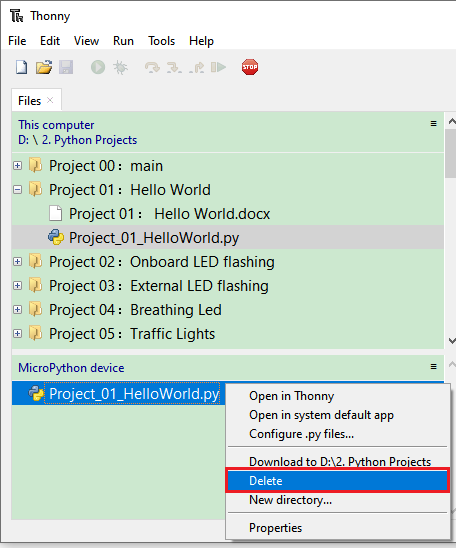 Thonny
File Edit View Run Tools Help
STOP
Files
This computer
D: \ 2. Python Projects
Project 00：main
Project 01：Hello World
Project 01： Hello World.docx
Project_01_HelloWorld.py
Project 02：Onboard LED flashing
Project 03：External LED flashing
Project 04：Breathing Led
Project 05：Traffic Lights
MicroPython device
Project_01_HelloWorld.py
Open in Thonny
Open in system default app
Configure .py files...
Download to D:\2. Python Projects
Delete
New directory...
Properties